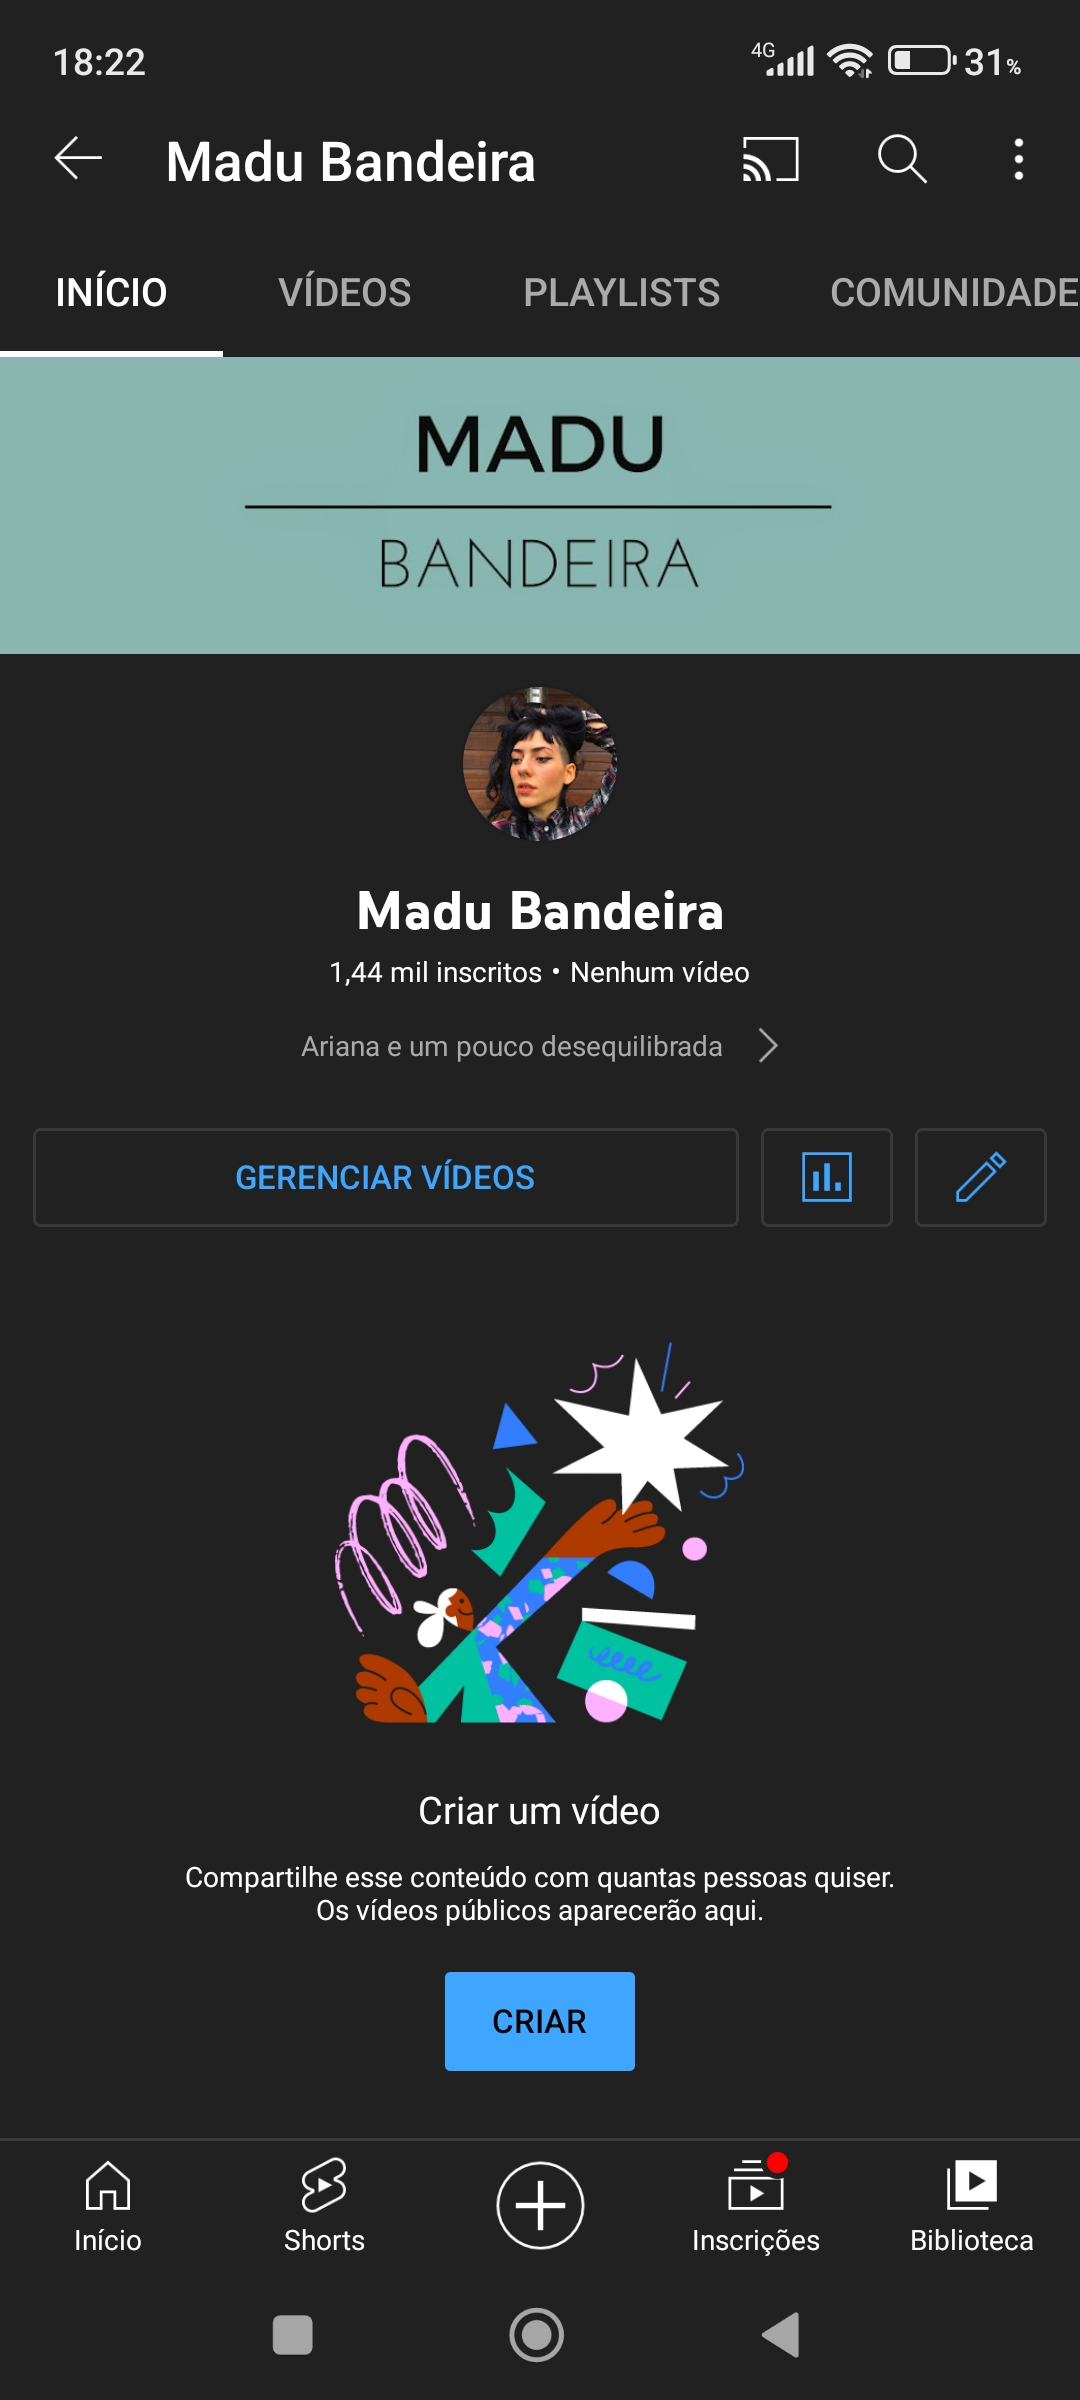 18:22
4G
31%
Madu Bandeira
INÍCIO
VÍDEOS
PLAYLISTS
COMUNIDADE
MADU
BANDEIRA
Madu Bandeira
1,44 mil inscritos • Nenhum vídeo
Ariana e um pouco desequilibrada
GERENCIAR VÍDEOS
Criar um vídeo
Compartilhe esse conteúdo com quantas pessoas quiser.
Os vídeos públicos aparecerão aqui.
CRIAR
Início
Shorts
Inscrições
Biblioteca